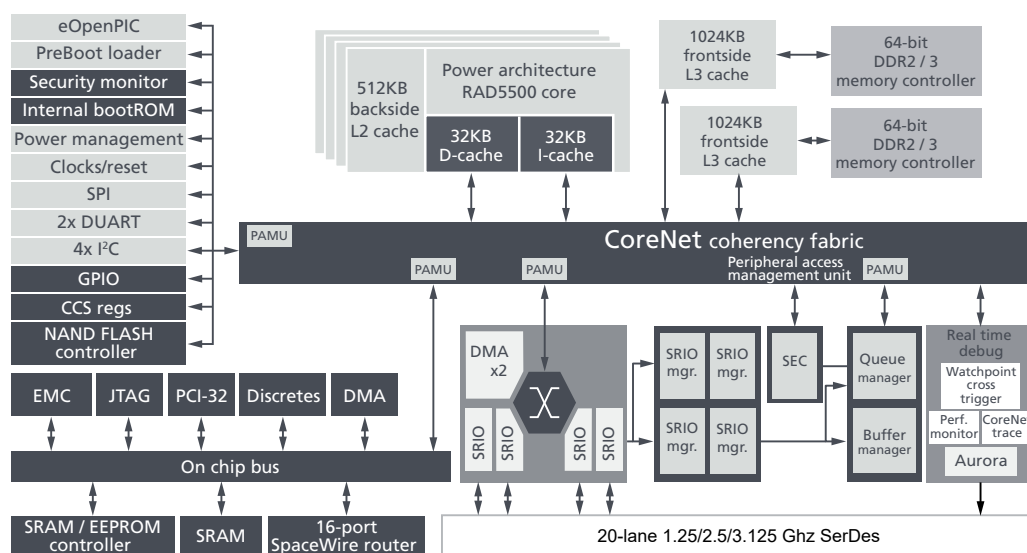 eOpenPIC
PreBoot loader
Security monitor
Internal bootROM
Power management
Clocks/reset
SPI
2x DUART
4x I²C
GPIO
CCS regs
NAND FLASH
controller
512KB
backside
L2 cache
Power architecture
RAD5500 core
32KB
D-cache
32KB
I-cache
1024KB
frontside
L3 cache
64-bit
DDR2 / 3
memory controller
1024KB
frontside
L3 cache
64-bit
DDR2 / 3
memory controller
PAMU
CoreNet coherency fabric
Peripheral access
management unit
PAMU
PAMU
PAMU
EMC
JTAG
PCI-32
Discretes
DMA
On chip bus
SRAM / EEPROM
controller
SRAM
16-port
SpaceWire router
DMA
x2
SRIO
SRIO
SRIO
SRIO
SRIO
mgr.
SRIO
mgr.
SRIO
mgr.
SRIO
mgr.
SEC
Queue
manager
Buffer
manager
Real time
debug
Watchpoint
cross
trigger
Perf.
monitor
CoreNet
trace
Aurora
20-lane 1.25/2.5/3.125 Ghz SerDes